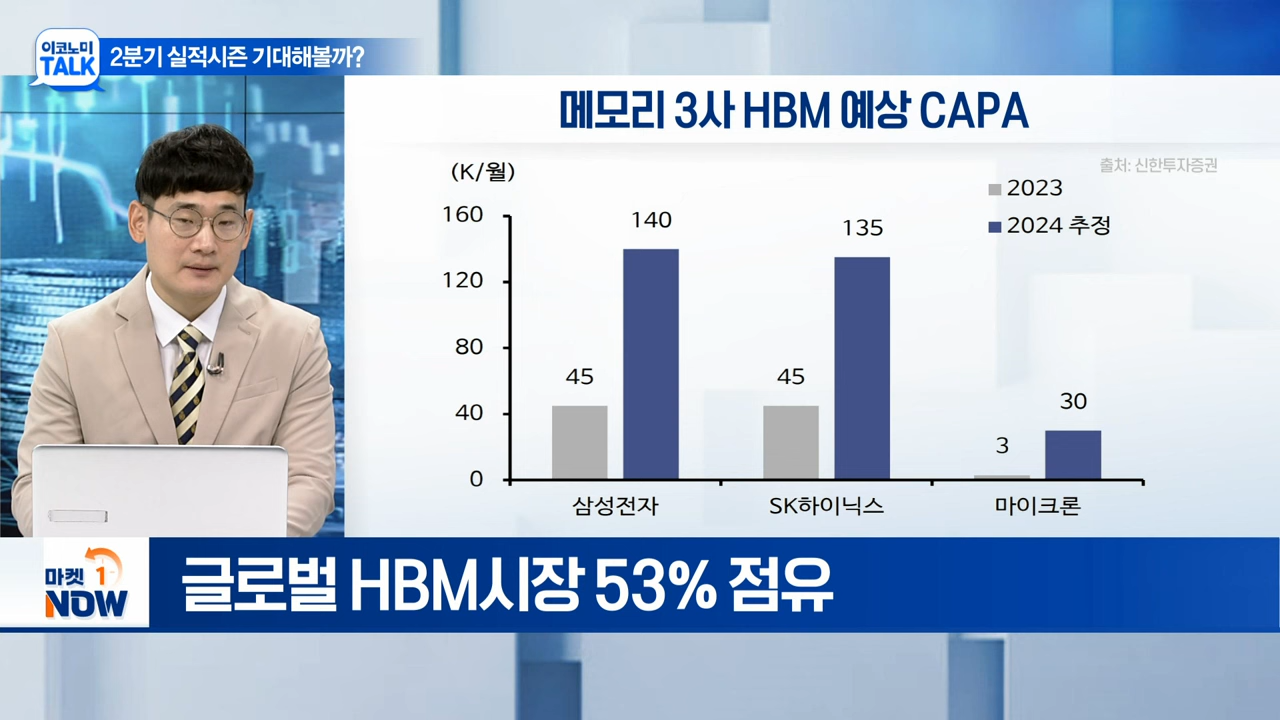 이코노미
TALK
2분기 실적시즌 기대해볼까?
메모리 3사 HBM 예상 CAPA
출처: 신한투자증권
(K/월)
2023
2024 추정
160
120
80
40
0
45
140
45
135
3
30
삼성전자
SK하이닉스
마이크론
마켓 1
NOW
글로벌 HBM시장 53% 점유